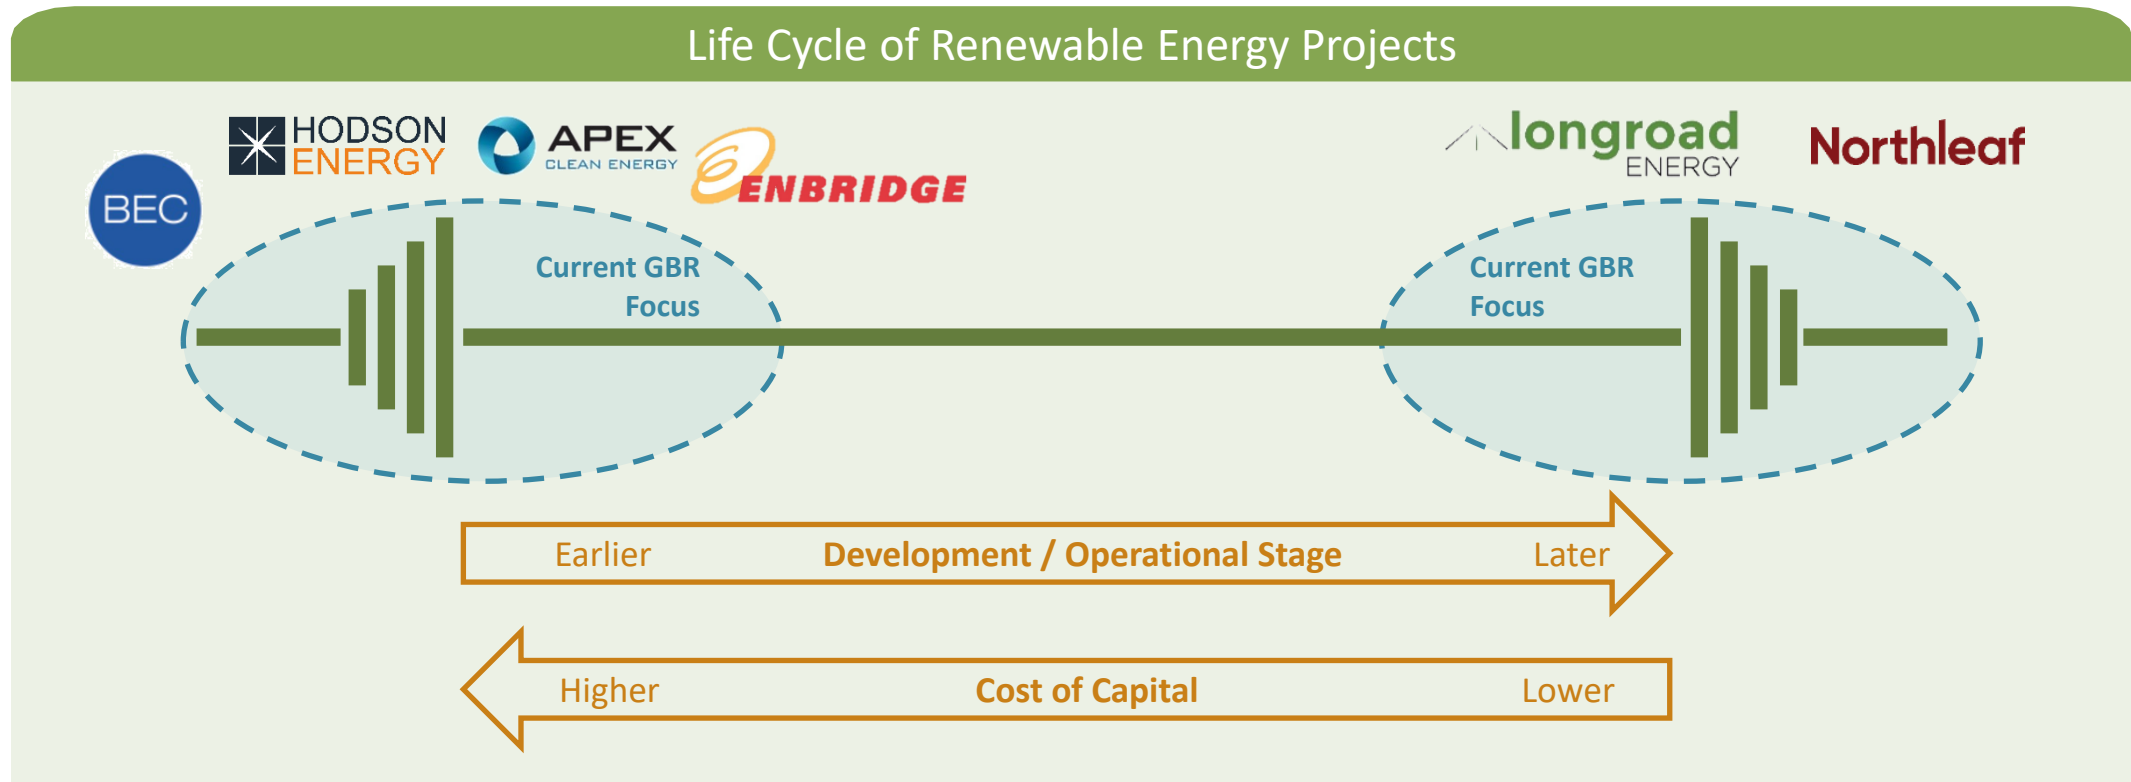 Life Cycle of Renewable Energy Projects
BEC
HODSON
ENERGY
APEX
CLEAN ENERGY
ENBRIDGE
longroad
ENERGY
Northleaf
Current GBR
Focus
Current GBR
Focus
Earlier Development / Operational Stage Later
Higher Cost of Capital Lower